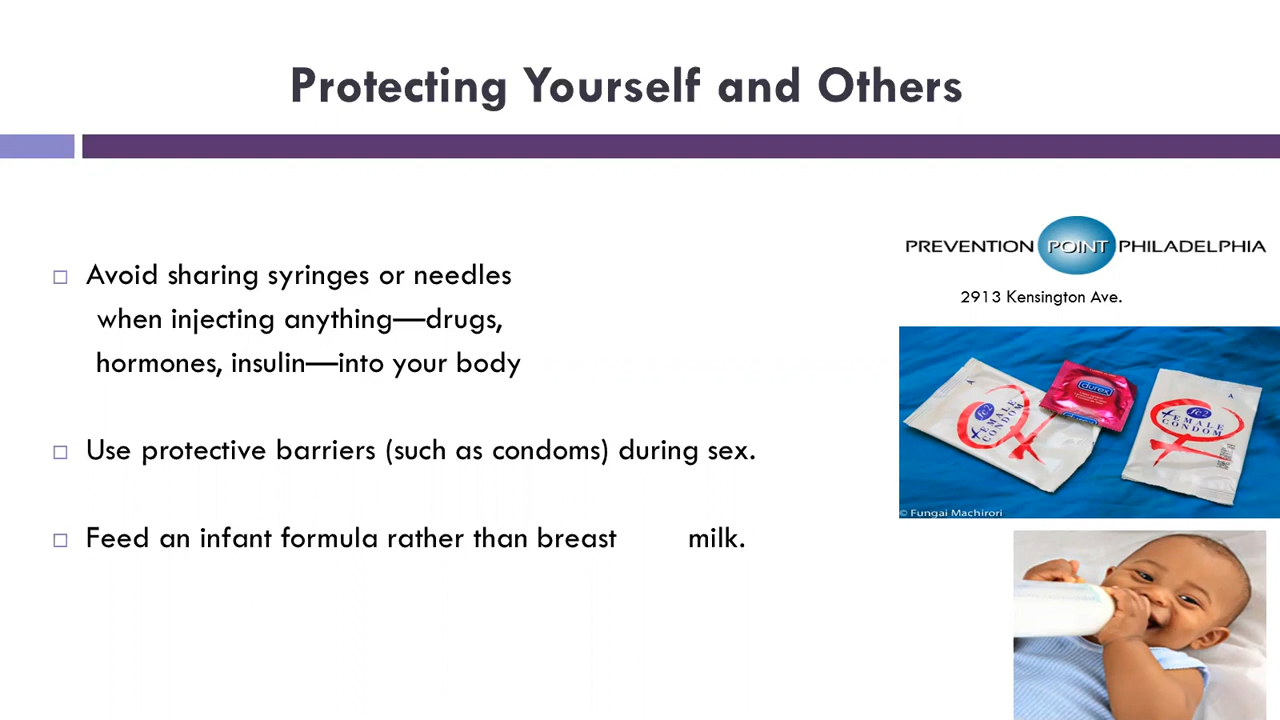 Protecting Yourself and Others
Avoid sharing syringes or needles
when injecting anything—drugs,
hormones, insulin—into your body
Use protective barriers (such as condoms) during sex.
Feed an infant formula rather than breast milk.
PREVENTION POINT PHILADELPHIA
2913 Kensington Ave.
A
fc2
FEMALE
CONDOM
durex
A
fc2
FEMALE
CONDOM
© Fungai Machirori